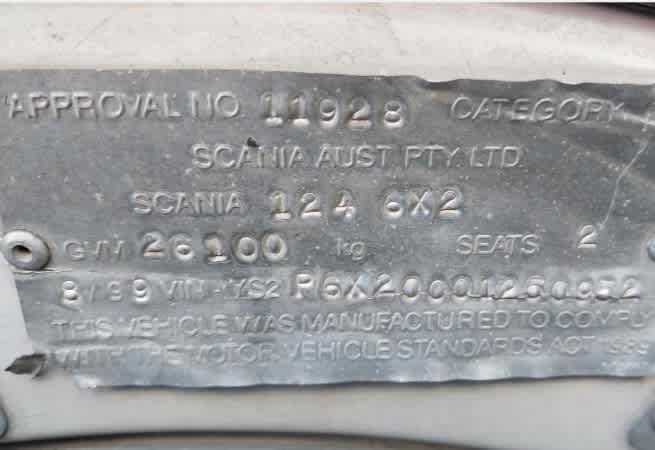 APPROVAL NO. 11928 CATEGORY
SCANIA AUST. PTY. LTD
SCANIA 124 6X2
GVM 26100 kg SEATS 2
8/99 VIN - YS2 P6X20001250952
THIS VEHICLE WAS MANUFACTURED TO COMPLY
WITH THE MOTOR VEHICLE STANDARDS ACT 1989